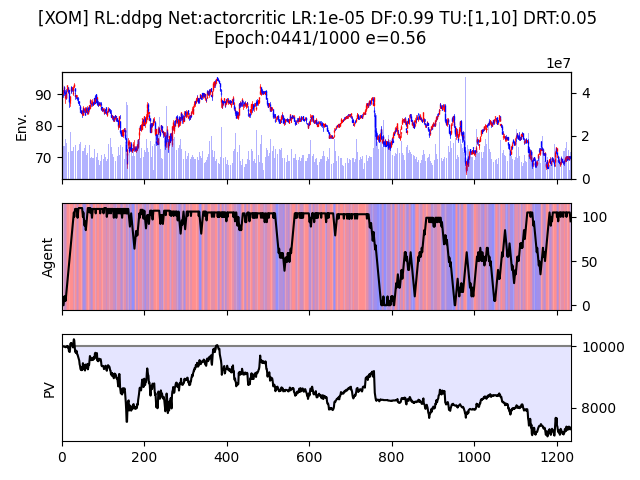 [XOM] RL:ddpg Net:actorcritic LR:1e-05 DF:0.99 TU:[1,10] DRT:0.05
Epoch:0441/1000 e=0.56
1e7
Env.
90
80
70
4
2
0
Agent
100
50
0
PV
10000
8000
0 200 400 600 800 1000 1200